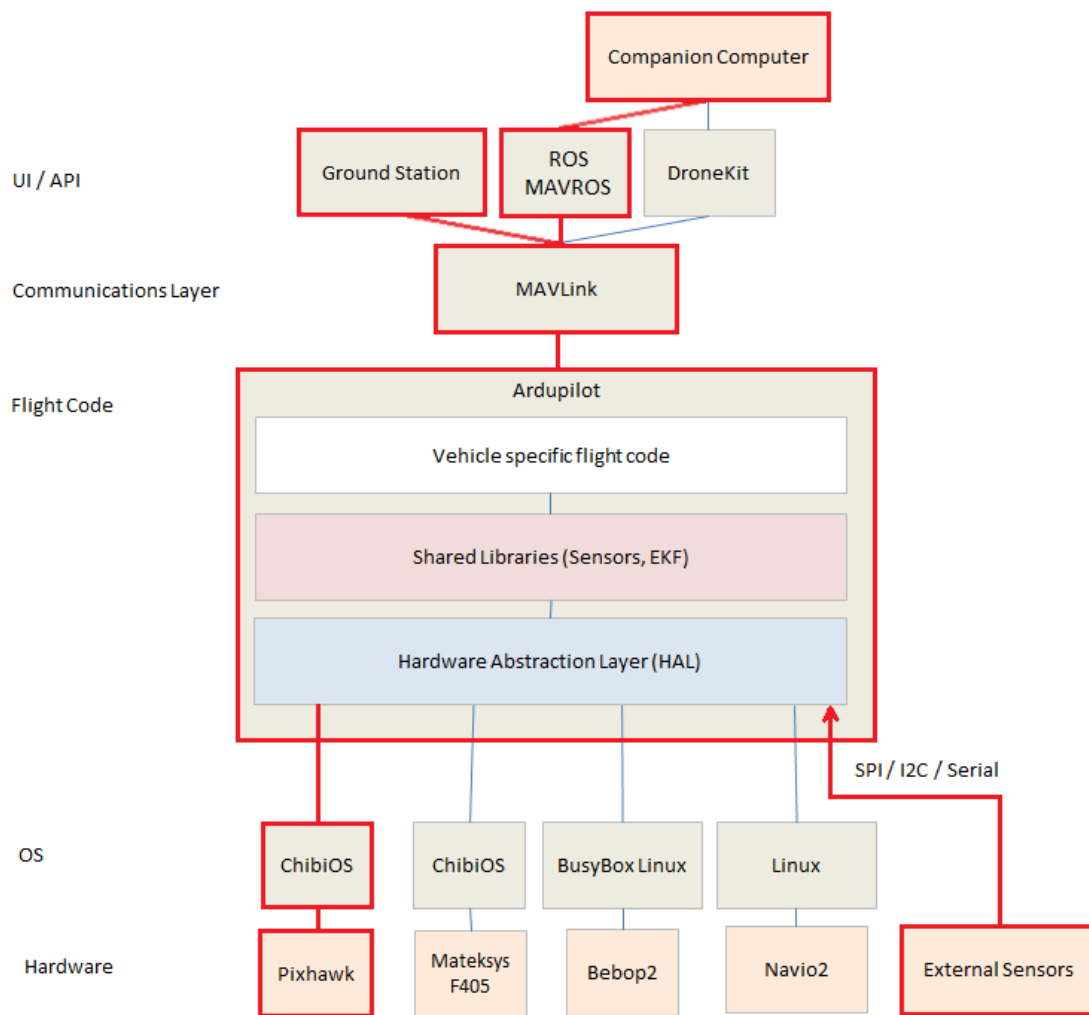 Companion Computer
UI / API
Ground Station
ROS
MAVROS
DroneKit
Communications Layer
MAVLink
Flight Code
Ardupilot
Vehicle specific flight code
Shared Libraries (Sensors, EKF)
Hardware Abstraction Layer (HAL)
SPI / I2C / Serial
OS
ChibiOS
ChibiOS
BusyBox Linux
Linux
Hardware
Pixhawk
Mateksys
F405
Bebop2
Navio2
External Sensors